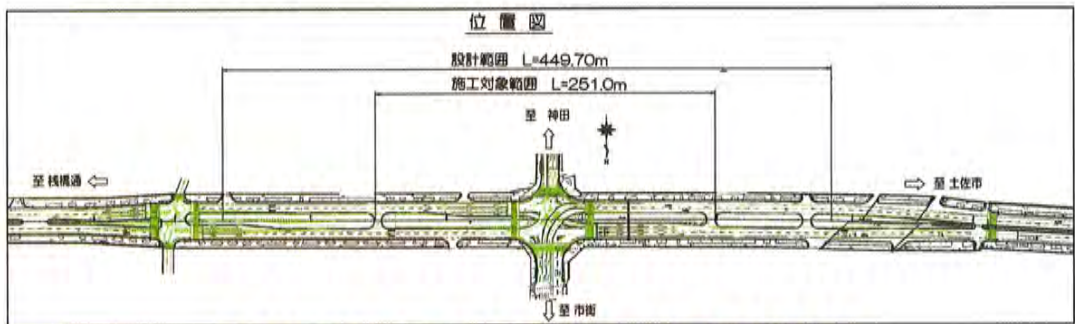 位置図
設計範囲 L=449.70m
施工対象範囲 L=251.0m
至 神田
N
至 桟橋通
至 土佐市
至 市街